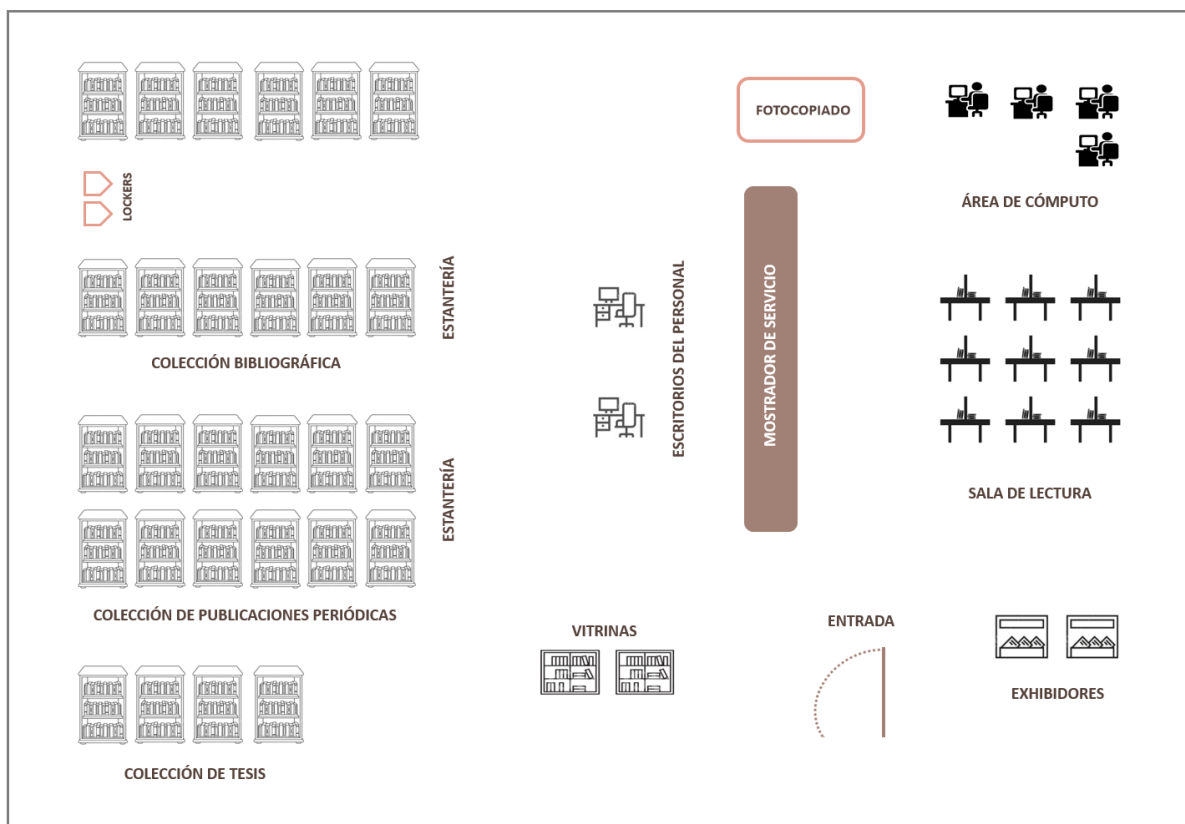 FOTOCOPIADO
LOCKERS
ÁREA DE CÓMPUTO
ESTANTERÍA
ESCRITORIOS DEL PERSONAL
MOSTRADOR DE SERVICIO
COLECCIÓN BIBLIOGRÁFICA
ESTANTERÍA
SALA DE LECTURA
COLECCIÓN DE PUBLICACIONES PERIÓDICAS
VITRINAS
ENTRADA
EXHIBIDORES
COLECCIÓN DE TESIS